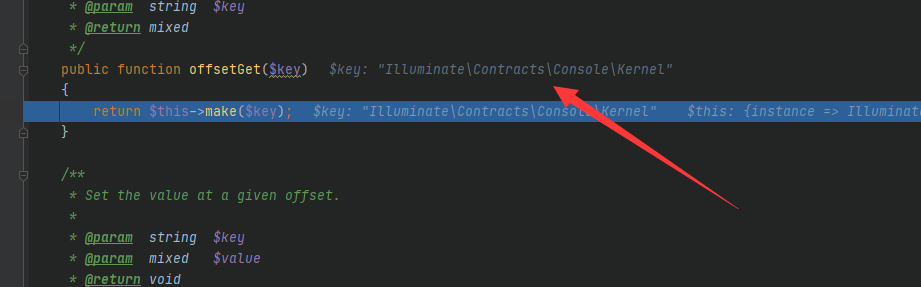 * @param  string  $key
* @return mixed
*/
public function offsetGet($key)  $key: "Illuminate\Contracts\Console\Kernel"
{
return $this->make($key);  $key: "Illuminate\Contracts\Console\Kernel"  $this: {instance => Illuminat
}
/**
* Set the value at a given offset.
*
* @param  string  $key
* @param  mixed  $value
* @return void